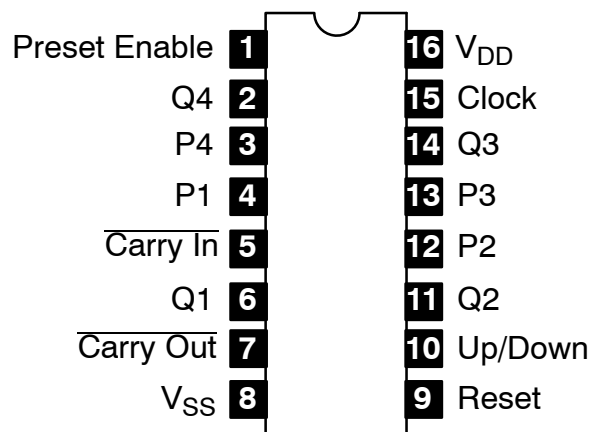 Preset Enable 1 16 VDD
Q4 2 15 Clock
P4 3 14 Q3
P1 4 13 P3
Carry In 5 12 P2
Q1 6 11 Q2
Carry Out 7 10 Up/Down
VSS 8 9 Reset